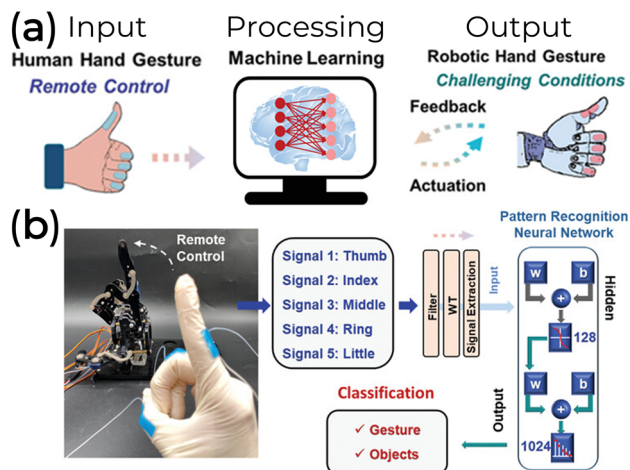 (a) Input Processing Output
Human Hand Gesture
Remote Control
Machine Learning
Robotic Hand Gesture
Challenging Conditions
Feedback
Actuation
(b)
Remote
Control
Signal 1: Thumb
Signal 2: Index
Signal 3: Middle
Signal 4: Ring
Signal 5: Little
Filter
WT
Signal Extraction
Input
Pattern Recognition
Neural Network
Hidden
w b
+
128
w b
+
1024
Output
Classification
✓ Gesture
✓ Objects